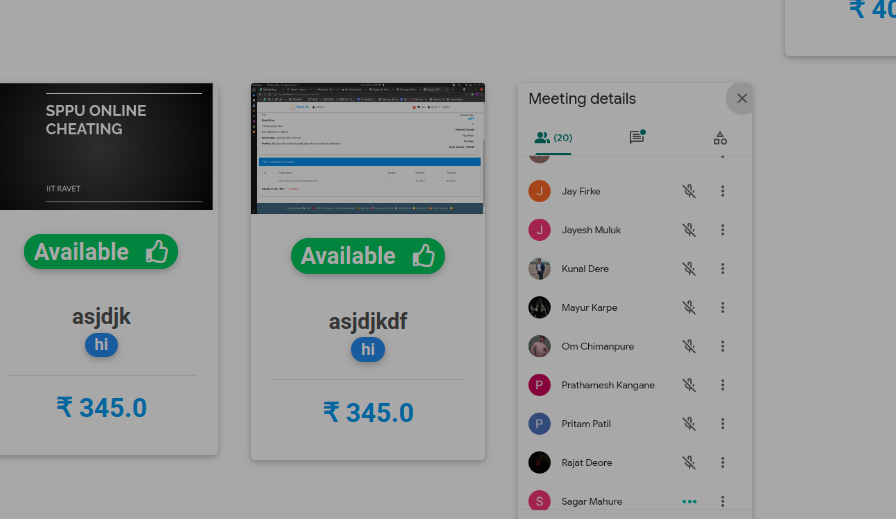 ₹ 40
SPPU ONLINE
CHEATING
IIT RAVET
Available
asjdjk
hi
₹ 345.0
Available
asjdjkdf
hi
₹ 345.0
Meeting details
(20)
J Jay Firke
J Jayesh Muluk
Kunal Dere
Mayur Karpe
Om Chimanpure
P Prathamesh Kangane
P Pritam Patil
Rajat Deore
S Sagar Mahure